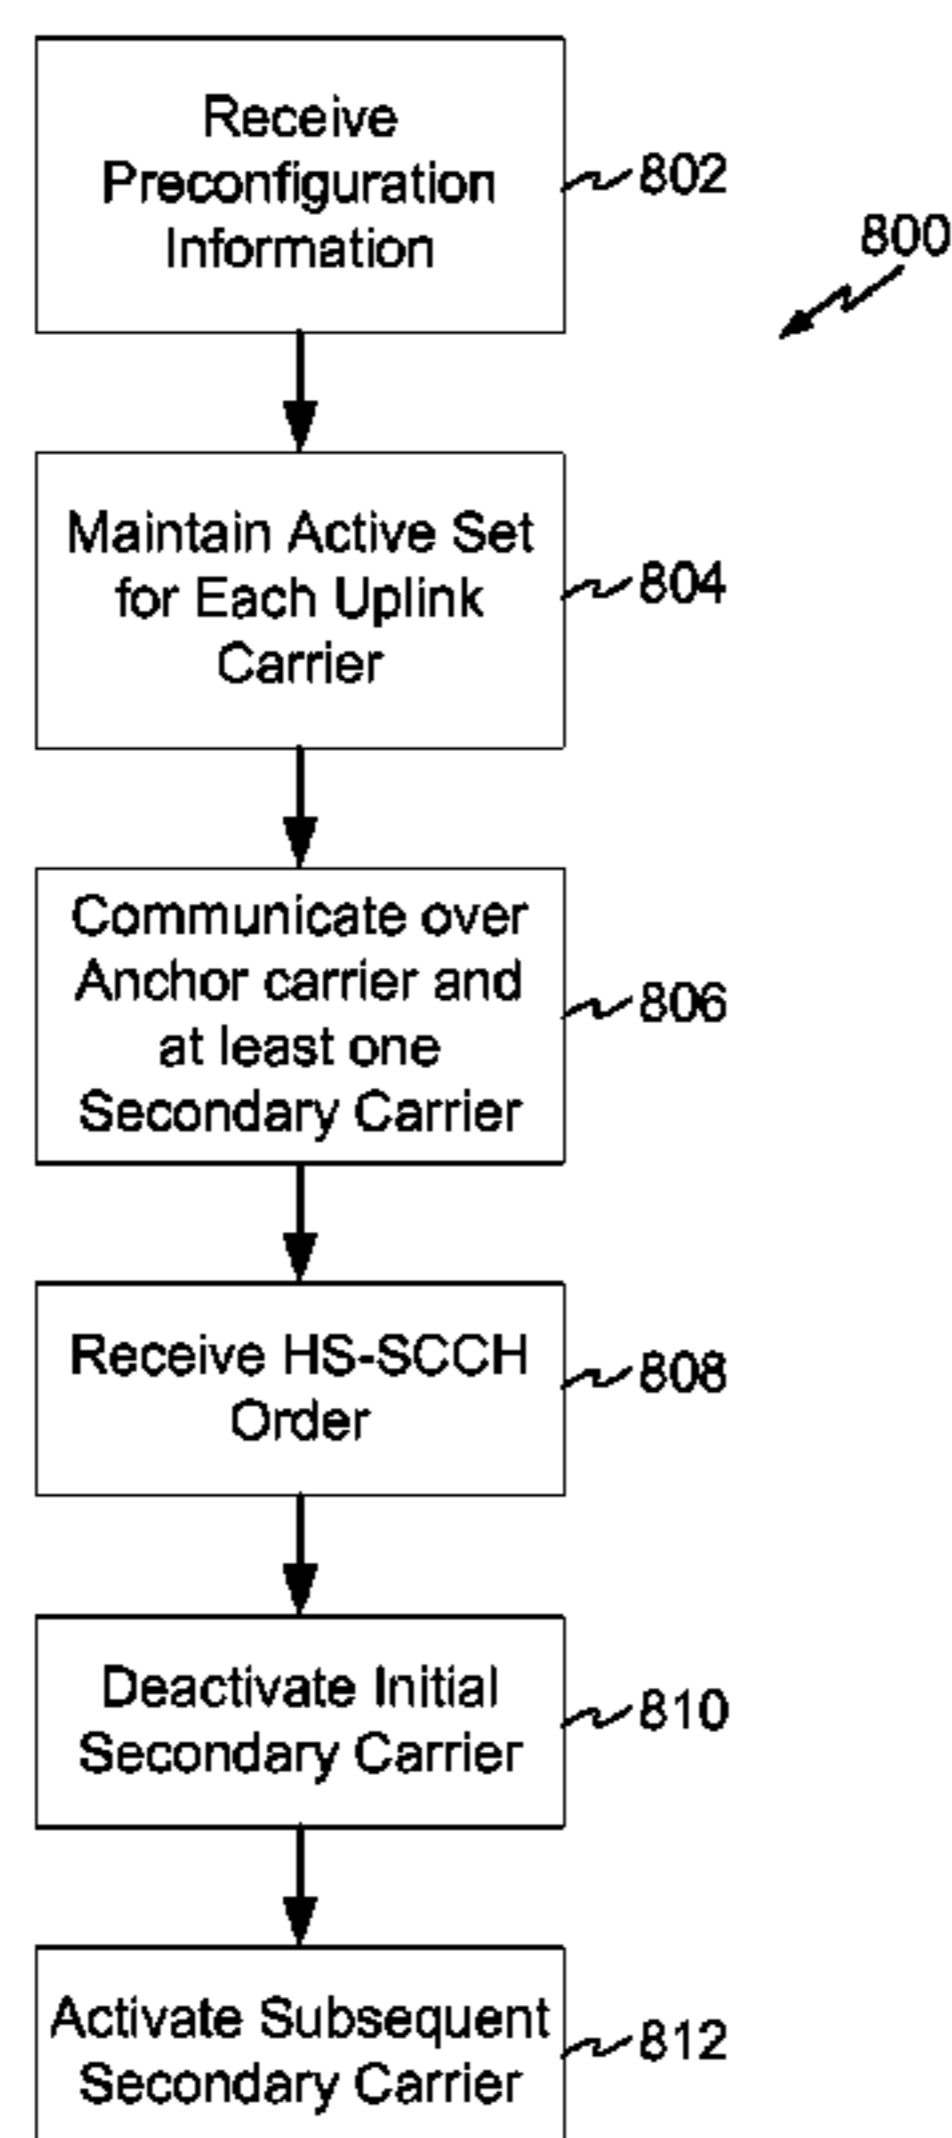 Receive
Preconfiguration
Information
802
800
Maintain Active Set
for Each Uplink
Carrier
804
Communicate over
Anchor carrier and
at least one
Secondary Carrier
806
Receive HS-SCCH
Order
808
Deactivate Initial
Secondary Carrier
810
Activate Subsequent
Secondary Carrier
812